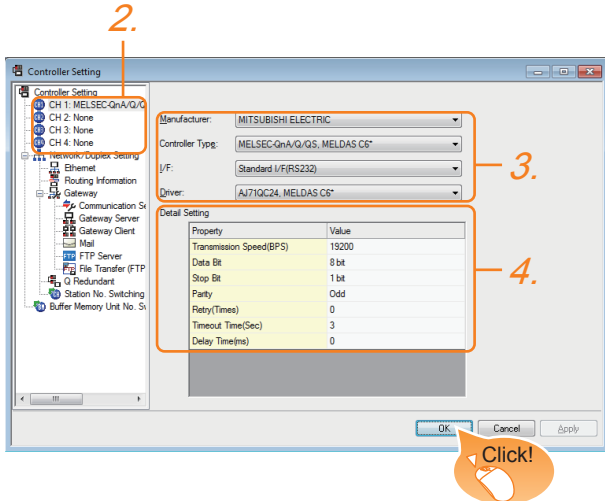 2.
Controller Setting
Controller Setting
CH 1: MELSEC-QnA/Q/Q
CH 2: None
CH 3: None
CH 4: None
Network/Duplex Setting
Ethernet
Routing Information
Gateway
Communication Se
Gateway Server
Gateway Client
Mail
FTP Server
File Transfer (FTP
Q Redundant
Station No. Switching
Buffer Memory Unit No. Sw
Manufacturer: MITSUBISHI ELECTRIC
Controller Type: MELSEC-QnA/Q/QS, MELDAS C6*
I/F: Standard I/F(RS232)
Driver: AJ71QC24, MELDAS C6*
3.
Detail Setting
Property Value
Transmission Speed(BPS) 19200
Data Bit 8 bit
Stop Bit 1 bit
Parity Odd
Retry(Times) 0
Timeout Time(Sec) 3
Delay Time(ms) 0
4.
OK Cancel Apply
Click!